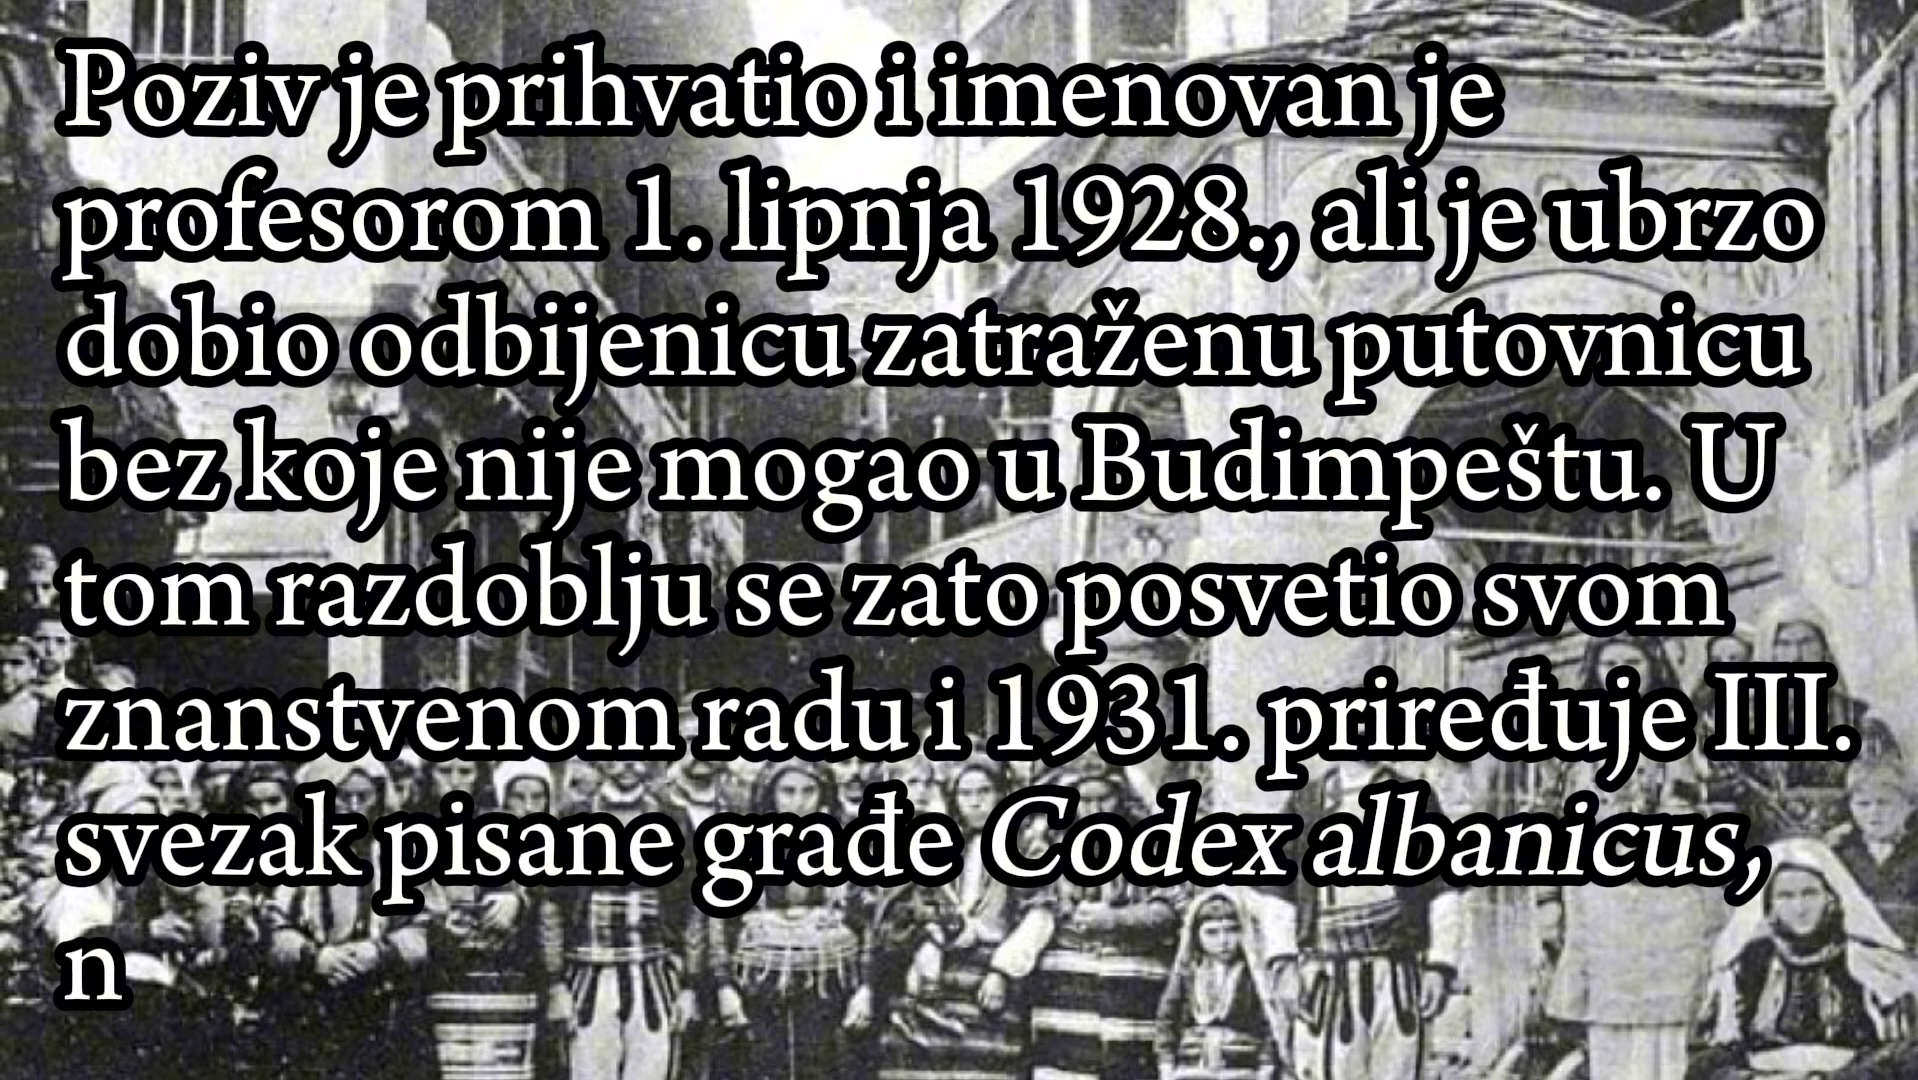 Poziv je prihvatio i imenovan je
profesorom 1. lipnja 1928., ali je ubrzo
dobio odbijenicu zatraženu putovnicu
bez koje nije mogao u Budimpeštu. U
tom razdoblju se zato posvetio svom
znanstvenom radu i 1931. priređuje III.
svezak pisane građe Codex albanicus,
n